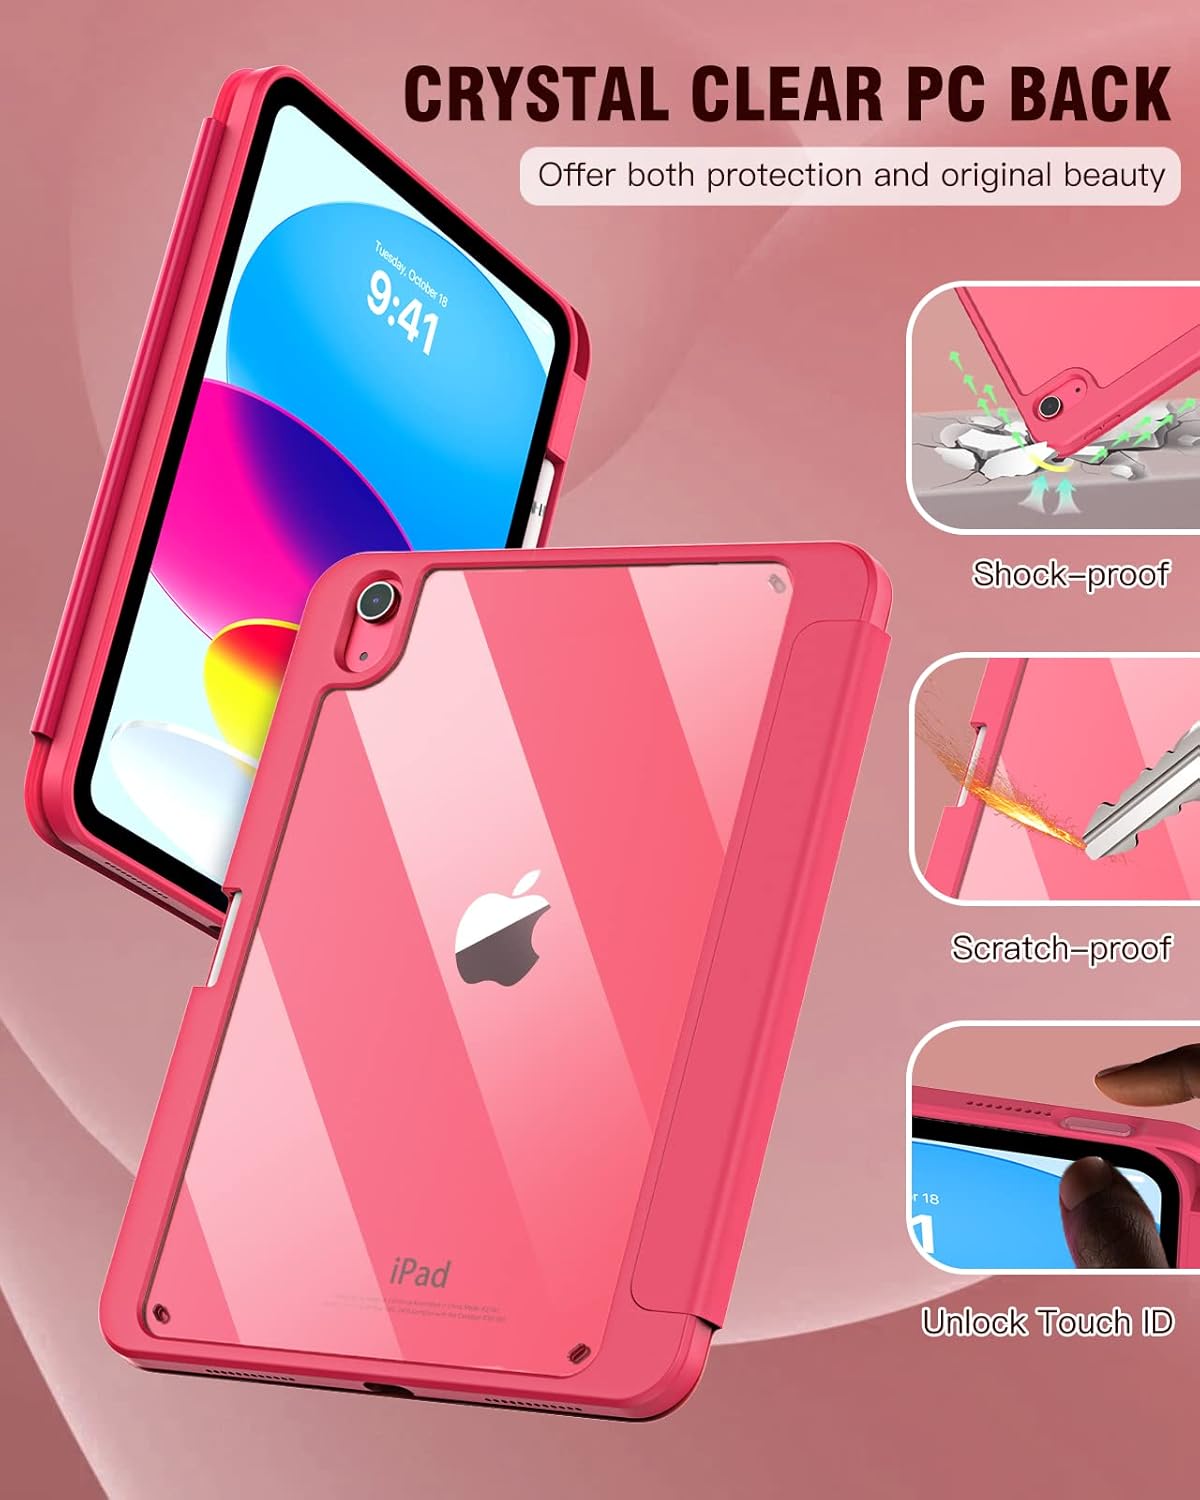 CRYSTAL CLEAR PC BACK
Offer both protection and original beauty
Tuesday, October 18
9:41
Shock-proof
Scratch-proof
r 18
1
Unlock Touch ID
iPad